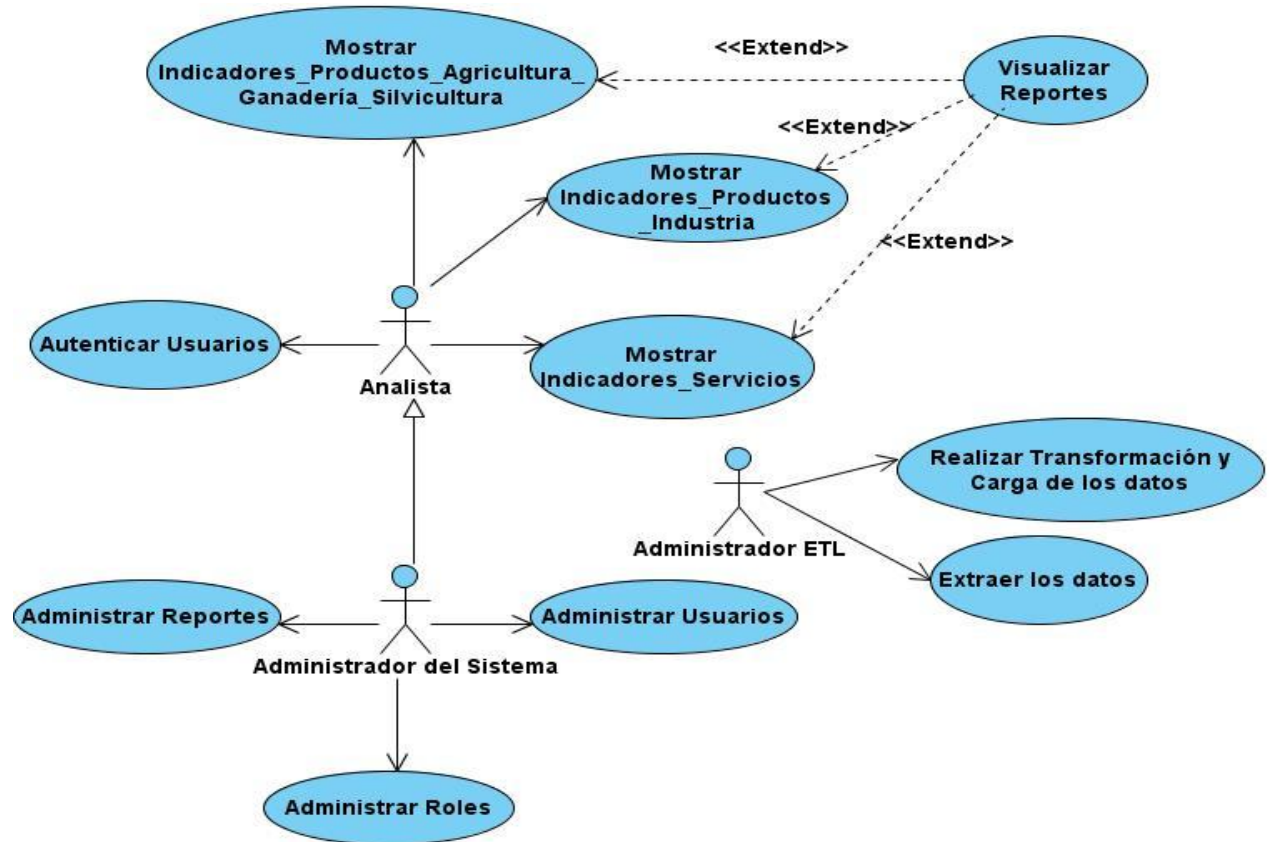 Mostrar
Indicadores_Productos_Agricultura_
Ganadería_Silvicultura
<<Extend>>
Visualizar
Reportes
<<Extend>>
Mostrar
Indicadores_Productos
_Industria
<<Extend>>
Autenticar Usuarios
Analista
Mostrar
Indicadores_Servicios
Realizar Transformación y
Carga de los datos
Administrador ETL
Extraer los datos
Administrar Reportes
Administrar Usuarios
Administrador del Sistema
Administrar Roles